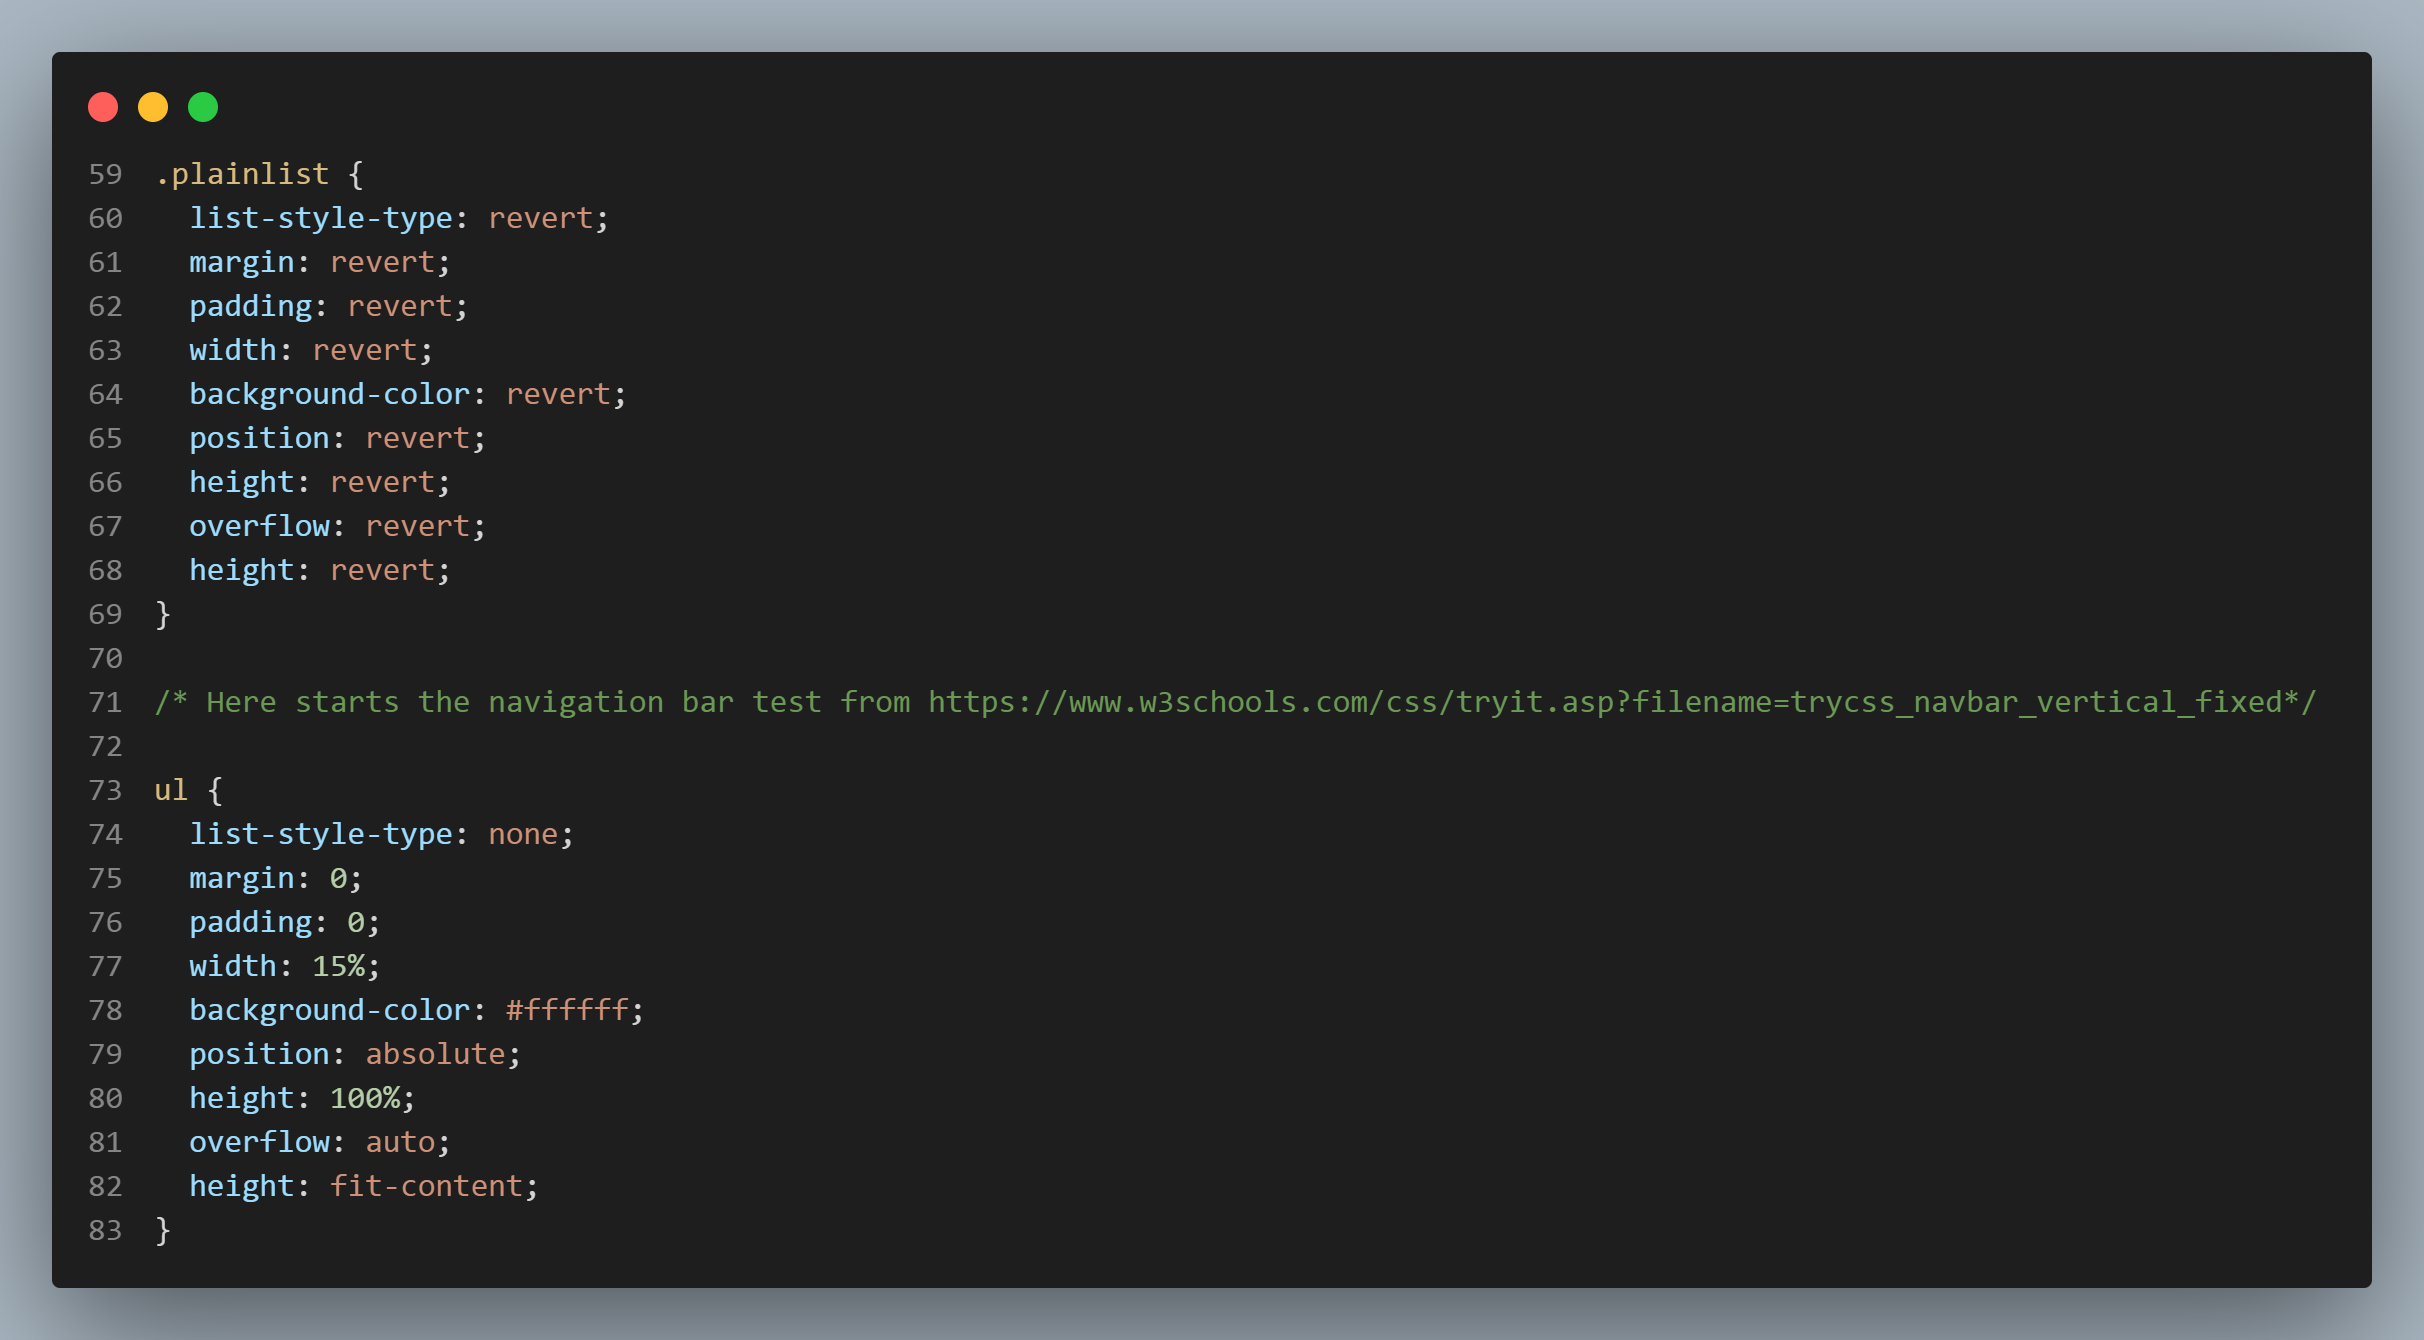 59 .plainlist {
60   list-style-type: revert;
61   margin: revert;
62   padding: revert;
63   width: revert;
64   background-color: revert;
65   position: revert;
66   height: revert;
67   overflow: revert;
68   height: revert;
69 }
70
71 /* Here starts the navigation bar test from https://www.w3schools.com/css/tryit.asp?filename=trycss_navbar_vertical_fixed*/
72
73 ul {
74   list-style-type: none;
75   margin: 0;
76   padding: 0;
77   width: 15%;
78   background-color: #ffffff;
79   position: absolute;
80   height: 100%;
81   overflow: auto;
82   height: fit-content;
83 }